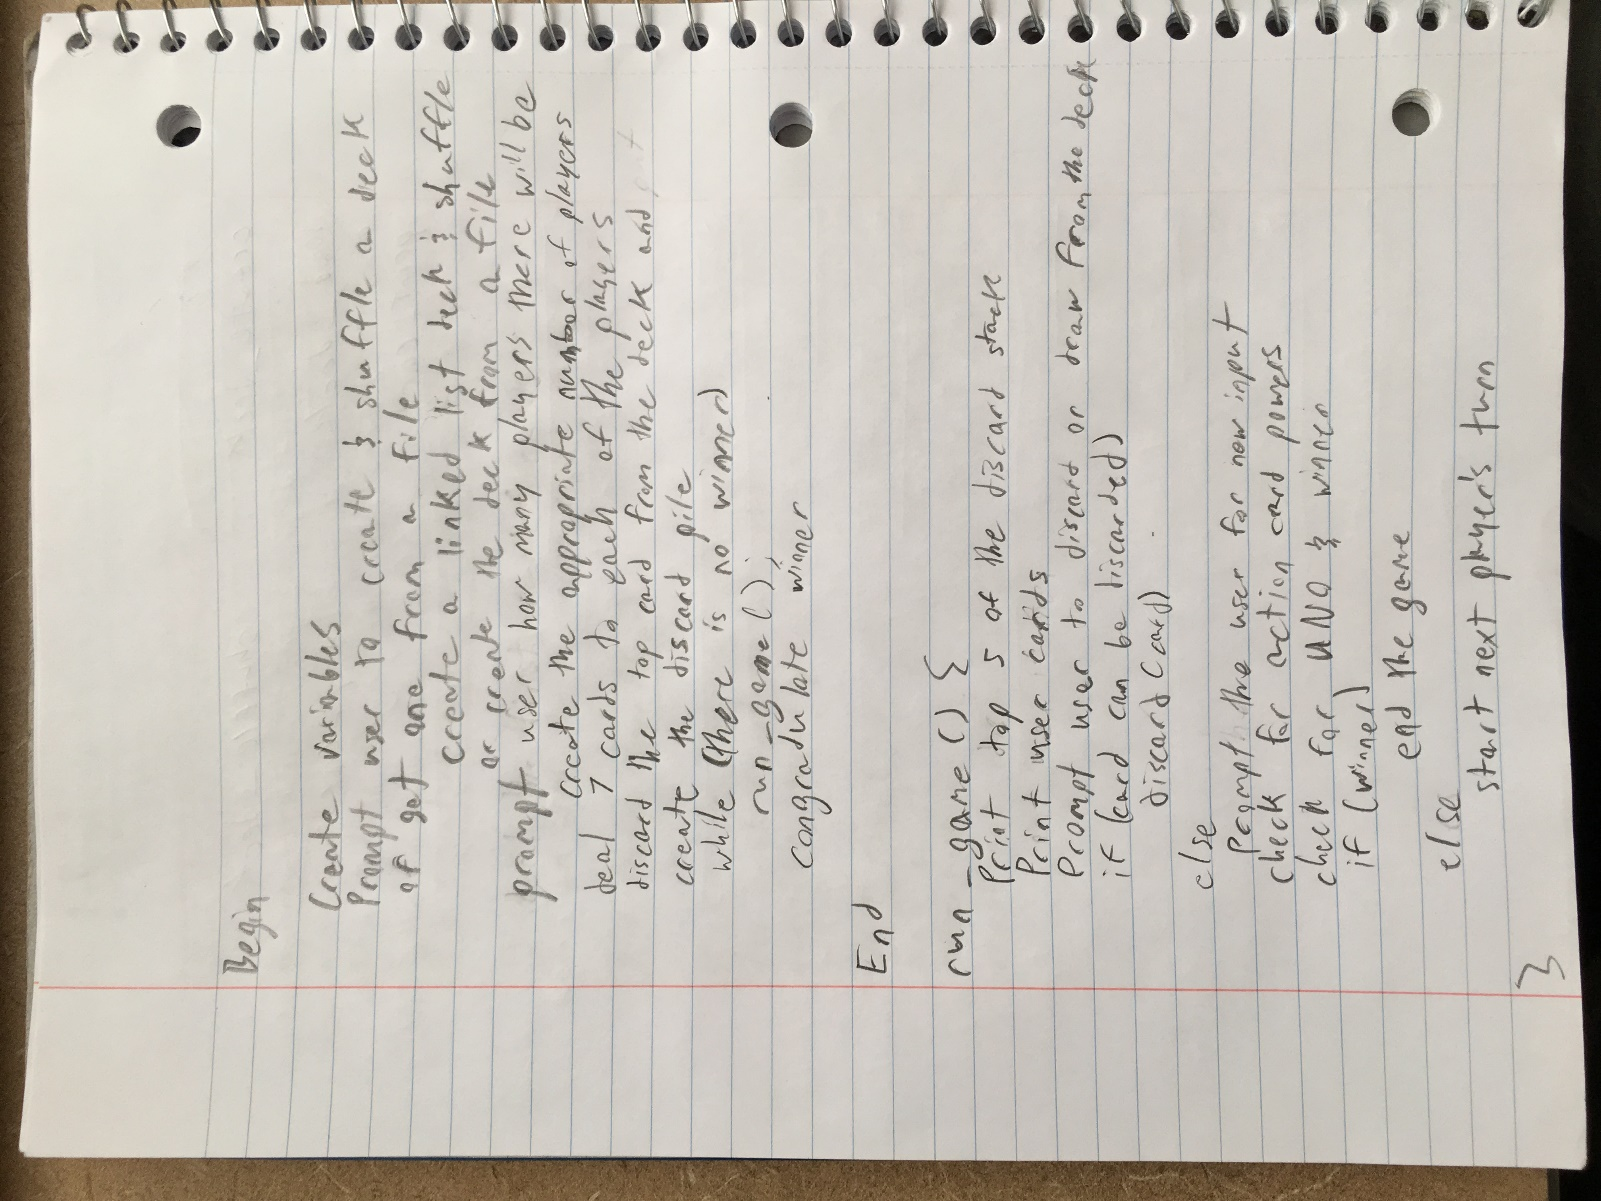 Begin
Create variables
Prompt user to create & shuffle a deck
or get one from a file
create a linked list deck & shuffle
or create the deck from a file
prompt user how many players there will be
create the appropriate number of players
deal 7 cards to each of the players
discard the top card from the deck and
create the discard pile
while (there is no winner)
run_game();
congradulate winner
End
run_game() {
Print top 5 of the discard stack
Print user cards
Prompt user to discard or draw from the deck
if (card can be discarded)
discard(card)
else
Prompt the user for new input
check for action card powers
check for UNO & winner
if (winner)
end the game
else
start next player's turn
}